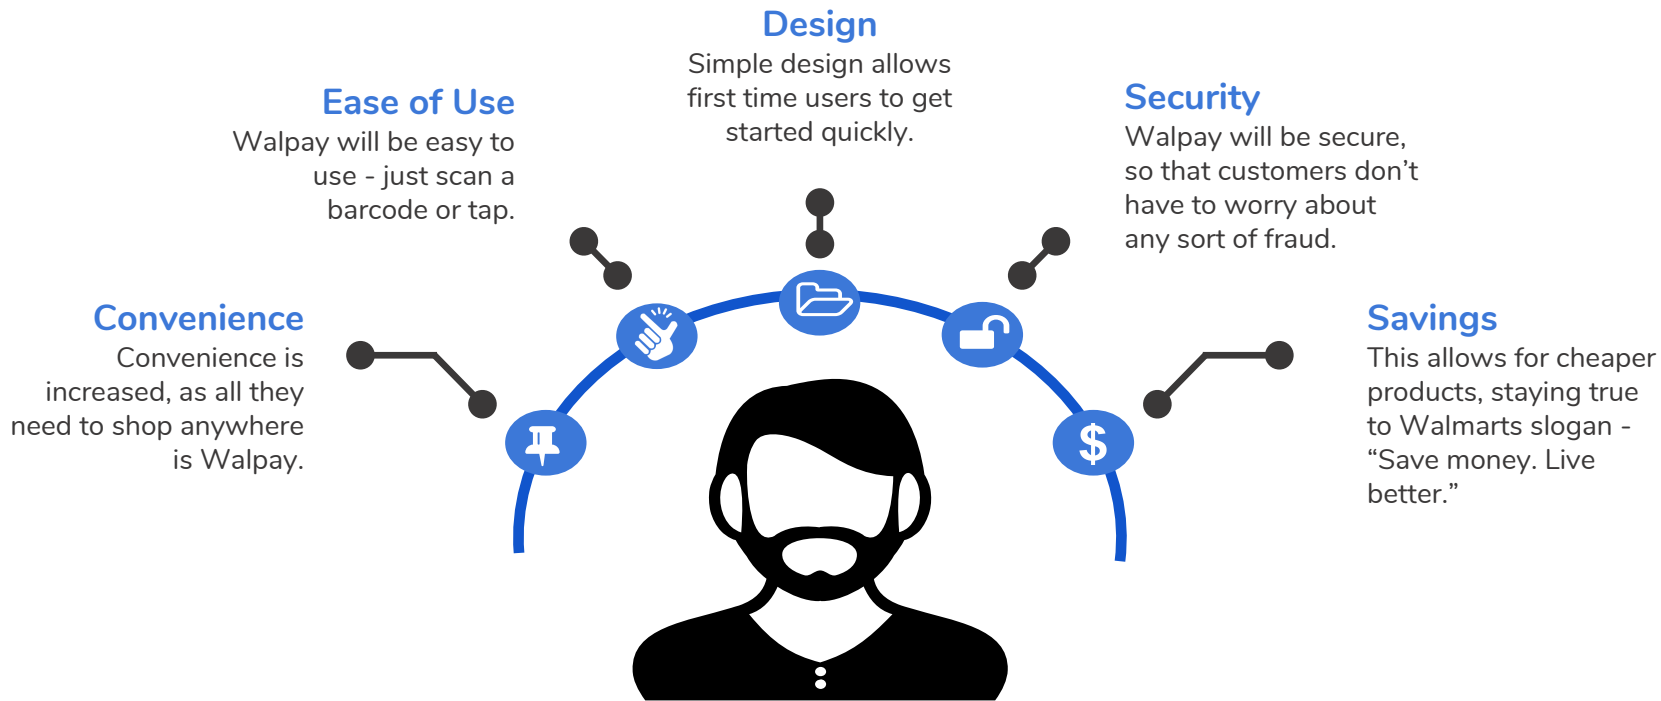 Design
Simple design allows
first time users to get
started quickly.
Ease of Use
Walpay will be easy to
use - just scan a
barcode or tap.
Security
Walpay will be secure,
so that customers don’t
have to worry about
any sort of fraud.
Convenience
Convenience is
increased, as all they
need to shop anywhere
is Walpay.
Savings
This allows for cheaper
products, staying true
to Walmarts slogan -
“Save money. Live
better.”
$